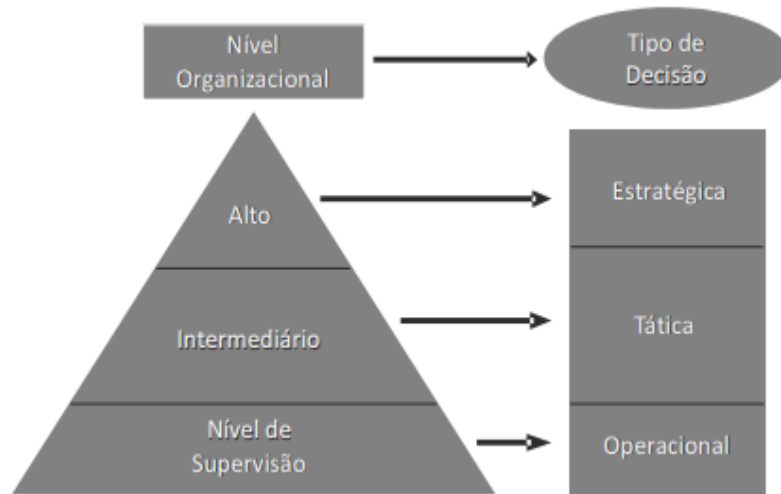 Nível
Organizacional
Tipo de
Decisão
Alto
Estratégica
Intermediário
Tática
Nível de
Supervisão
Operacional